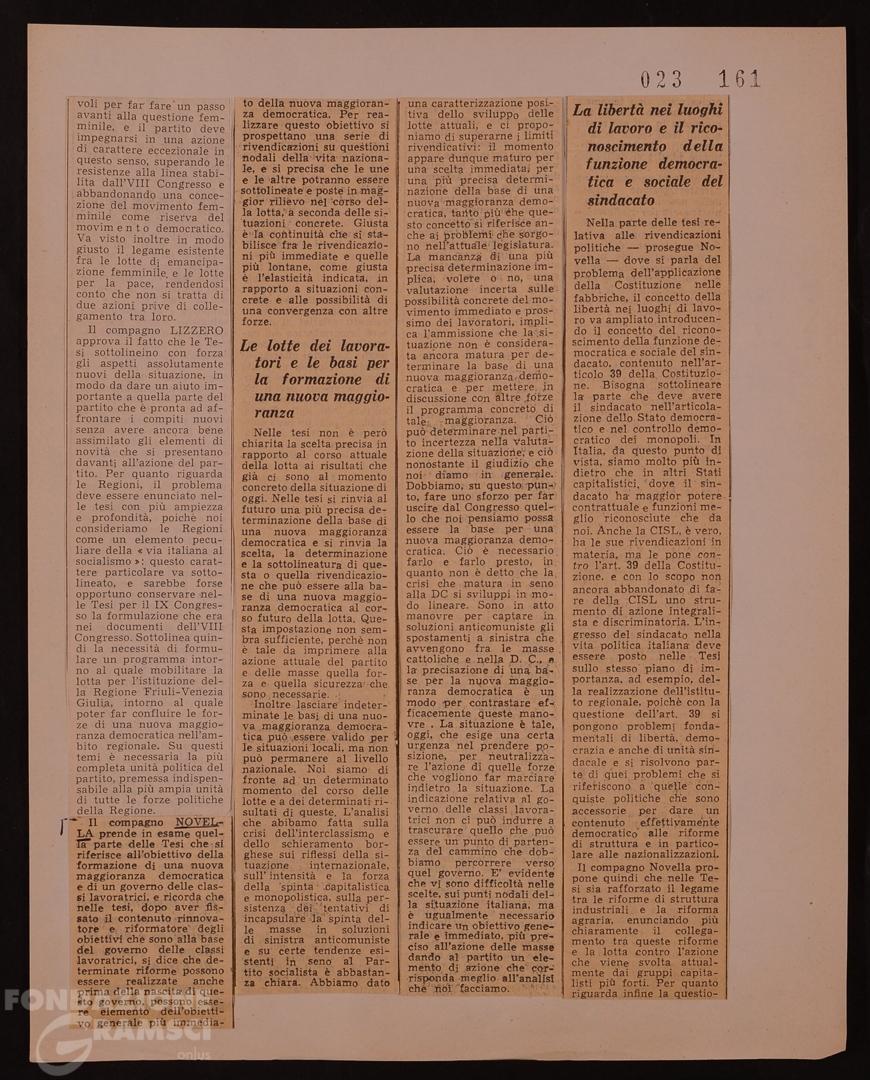 023 161
voli per far fare un passo
avanti alla questione fem-
minile, e il partito deve
impegnarsi in una azione
di carattere eccezionale in
questo senso, superando le
resistenze alla linea stabi-
lita dall'VIII Congresso e
abbandonando una conce-
zione del movimento fem-
minile come riserva del
movimento democratico.
Va visto inoltre in modo
giusto il legame esistente
fra le lotte di emancipa-
zione femminile e le lotte
per la pace, rendendosi
conto che non si tratta di
due azioni prive di colle-
gamento tra loro.
Il compagno LIZZERO
approva il fatto che le Te-
si sottolineino con forza
gli aspetti assolutamente
nuovi della situazione, in
modo da dare un aiuto im-
portante a quella parte del
partito che è pronta ad af-
frontare i compiti nuovi
senza avere ancora bene
assimilato gli elementi di
novità che si presentano
davanti all'azione del par-
tito. Per quanto riguarda
le Regioni, il problema
deve essere enunciato nel-
le tesi con più ampiezza
e profondità, poichè noi
consideriamo le Regioni
come un elemento pecu-
liare della « via italiana al
socialismo »: questo carat-
tere particolare va sotto-
lineato, e sarebbe forse
opportuno conservare nel-
le Tesi per il IX Congres-
so la formulazione che era
nei documenti dell'VIII
Congresso. Sottolinea quin-
di la necessità di formu-
lare un programma intor-
no al quale mobilitare la
lotta per l'istituzione del-
la Regione Friuli-Venezia
Giulia, intorno al quale
poter far confluire le for-
ze di una nuova maggio-
ranza democratica nell'am-
bito regionale. Su questi
temi è necessaria la più
completa unità politica del
partito, premessa indispen-
sabile alla più ampia unità
di tutte le forze politiche
della Regione.
Il compagno NOVEL-
LA prende in esame quel-
la parte delle Tesi che si
riferisce all'obiettivo della
formazione di una nuova
maggioranza democratica
e di un governo delle clas-
si lavoratrici, e ricorda che
nelle tesi, dopo aver fis-
sato il contenuto rinnova-
tore e riformatore degli
obiettivi che sono alla base
del governo delle classi
lavoratrici, si dice che de-
terminate riforme possono
essere realizzate anche
prima della nascita di que-
sto governo, possono esse-
re elemento dell'obietti-
vo generale più immedia-
to della nuova maggioran-
za democratica. Per rea-
lizzare questo obiettivo si
prospettano una serie di
rivendicazioni su questioni
nodali della vita naziona-
le, e si precisa che le une
e le altre potranno essere
sottolineate e poste in mag-
gior rilievo nel corso del-
la lotta, a seconda delle si-
tuazioni concrete. Giusta
è la continuità che si sta-
bilisce fra le rivendicazio-
ni più immediate e quelle
più lontane, come giusta
è l'elasticità indicata, in
rapporto a situazioni con-
crete e alle possibilità di
una convergenza con altre
forze.
Le lotte dei lavora-
tori e le basi per
la formazione di
una nuova maggio-
ranza
Nelle tesi non è però
chiarita la scelta precisa in
rapporto al corso attuale
della lotta ai risultati che
già ci sono al momento
concreto della situazione di
oggi. Nelle tesi si rinvia al
futuro una più precisa de-
terminazione della base di
una nuova maggioranza
democratica e si rinvia la
scelta, la determinazione
e la sottolineatura di que-
sta o quella rivendicazio-
ne che può essere alla ba-
se di una nuova maggio-
ranza democratica al cor-
so futuro della lotta. Que-
sta impostazione non sem-
bra sufficiente, perchè non
è tale da imprimere alla
azione attuale del partito
e delle masse quella for-
za e quella sicurezza che
sono necessarie.
Inoltre lasciare indeter-
minate le basi di una nuo-
va maggioranza democra-
tica può essere valido per
le situazioni locali, ma non
può permanere al livello
nazionale. Noi siamo di
fronte ad un determinato
momento del corso delle
lotte e a dei determinati ri-
sultati di queste. L'analisi
che abibamo fatta sulla
crisi dell'interclassismo e
dello schieramento bor-
ghese sui riflessi della si-
tuazione internazionale,
sull'intensità e la forza
della spinta capitalistica
e monopolistica, sulla per-
sistenza dei tentativi di
incapsulare la spinta del-
le masse in soluzioni
di sinistra anticomuniste
e su certe tendenze esi-
stenti in seno al Par-
tito socialista è abbastan-
za chiara. Abbiamo dato
una caratterizzazione posi-
tiva dello sviluppo delle
lotte attuali, e ci propo-
niamo di superarne i limiti
rivendicativi: il momento
appare dunque maturo per
una scelta immediata, per
una più precisa determi-
nazione della base di una
nuova maggioranza demo-
cratica, tanto più che que-
sto concetto si riferisce an-
che ai problemi che sorgo-
no nell'attuale legislatura.
La mancanza di una più
precisa determinazione im-
plica, volere o no, una
valutazione incerta sulle
possibilità concrete del mo-
vimento immediato e pros-
simo dei lavoratori, impli-
ca l'ammissione che la si-
tuazione non è considera-
ta ancora matura per de-
terminare la base di una
nuova maggioranza demo-
cratica e per mettere in
discussion con altre forze
il programma concreto di
tale maggioranza. Ciò
può determinare nel parti-
to incertezza nella valuta-
zione della situazione, e ciò
nonostante il giudizio che
noi diamo in generale.
Dobbiamo, su questo pun-
to, fare uno sforzo per far
uscire dal Congresso quel-
lo che noi pensiamo possa
essere la base per una
nuova maggioranza demo-
cratica. Ciò è necessario
farlo e farlo presto, in
quanto non è detto che la
crisi che matura in seno
alla DC si sviluppi in mo-
do lineare. Sono in atto
manovre per captare in
soluzioni anticomuniste gli
spostamenti a sinistra che
avvengono fra le masse
cattoliche e nella D. C., e
la precisazione di una ba-
se per la nuova maggio-
ranza democratica è un
modo per contrastare ef-
ficacemente queste mano-
vre . La situazione è tale,
oggi, che esige una certa
urgenza nel prendere po-
sizione, per neutralizza-
re l'azione di quelle forze
che vogliono far marciare
indietro la situazione. La
indicazione relativa al go-
verno delle classi lavora-
trici non ci può indurre a
trascurare quello che può
essere un punto di parten-
za del cammino che dob-
biamo percorrere verso
quel governo. E' evidente
che vi sono difficoltà nelle
scelte, sui punti nodali del-
la situazione italiana, ma
è ugualmente necessario
indicare un obiettivo gene-
rale e immediato, più pre-
ciso all'azione delle masse
dando al partito un ele-
mento di azione che cor-
risponda meglio all'analisi
che noi facciamo.
La libertà nei luoghi
di lavoro e il rico-
noscimento della
funzione democra-
tica e sociale del
sindacato
Nella parte delle tesi re-
lativa alle rivendicazioni
politiche — prosegue No-
vella — dove si parla del
problema dell'applicazione
della Costituzione nelle
fabbriche, il concetto della
libertà nei luoghi di lavo-
ro va ampliato introducen-
do il concetto del ricono-
scimento della funzione de-
mocratica e sociale del sin-
dacato, contenuto nell'ar-
ticolo 39 della Costituzio-
ne. Bisogna sottolineare
la parte che deve avere
il sindacato nell'articola-
zione dello Stato democra-
tico e nel controllo demo-
cratico dei monopoli. In
Italia, da questo punto di
vista, siamo molto più in-
dietro che in altri Stati
capitalistici, dove il sin-
dacato ha maggior potere
contrattuale e funzioni me-
glio riconosciute che da
noi. Anche la CISL, è vero,
ha le sue rivendicazioni in
materia, ma le pone con-
tro l'art. 39 della Costitu-
zione, e con lo scopo non
ancora abbandonato di fa-
re della CISL uno stru-
mento di azione integrali-
sta e discriminatoria. L'in-
gresso del sindacato nella
vita politica italiana deve
essere posto nelle Tesi
sullo stesso piano di im-
portanza, ad esempio, del-
la realizzazione dell'istitu-
to regionale, poichè con la
questione dell'art. 39 si
pongono problemi fonda-
mentali di libertà, demo-
crazia e anche di unità sin-
dacale e si risolvono par-
te di quei problemi che si
riferiscono a quelle con-
quiste politiche che sono
accessorie per dare un
contenuto effettivamente
democratico alle riforme
di struttura e in partico-
lare alle nazionalizzazioni.
Il compagno Novella pro-
pone quindi che nelle Te-
si sia rafforzato il legame
tra le riforme di struttura
industriali e la riforma
agraria, enunciando più
chiaramente il collega-
mento tra queste riforme
e la lotta contro l'azione
che viene svolta attual-
mente dai gruppi capita-
listi più forti. Per quanto
riguarda infine la questio-
FONDAZIONE
GRAMSCI
onlus